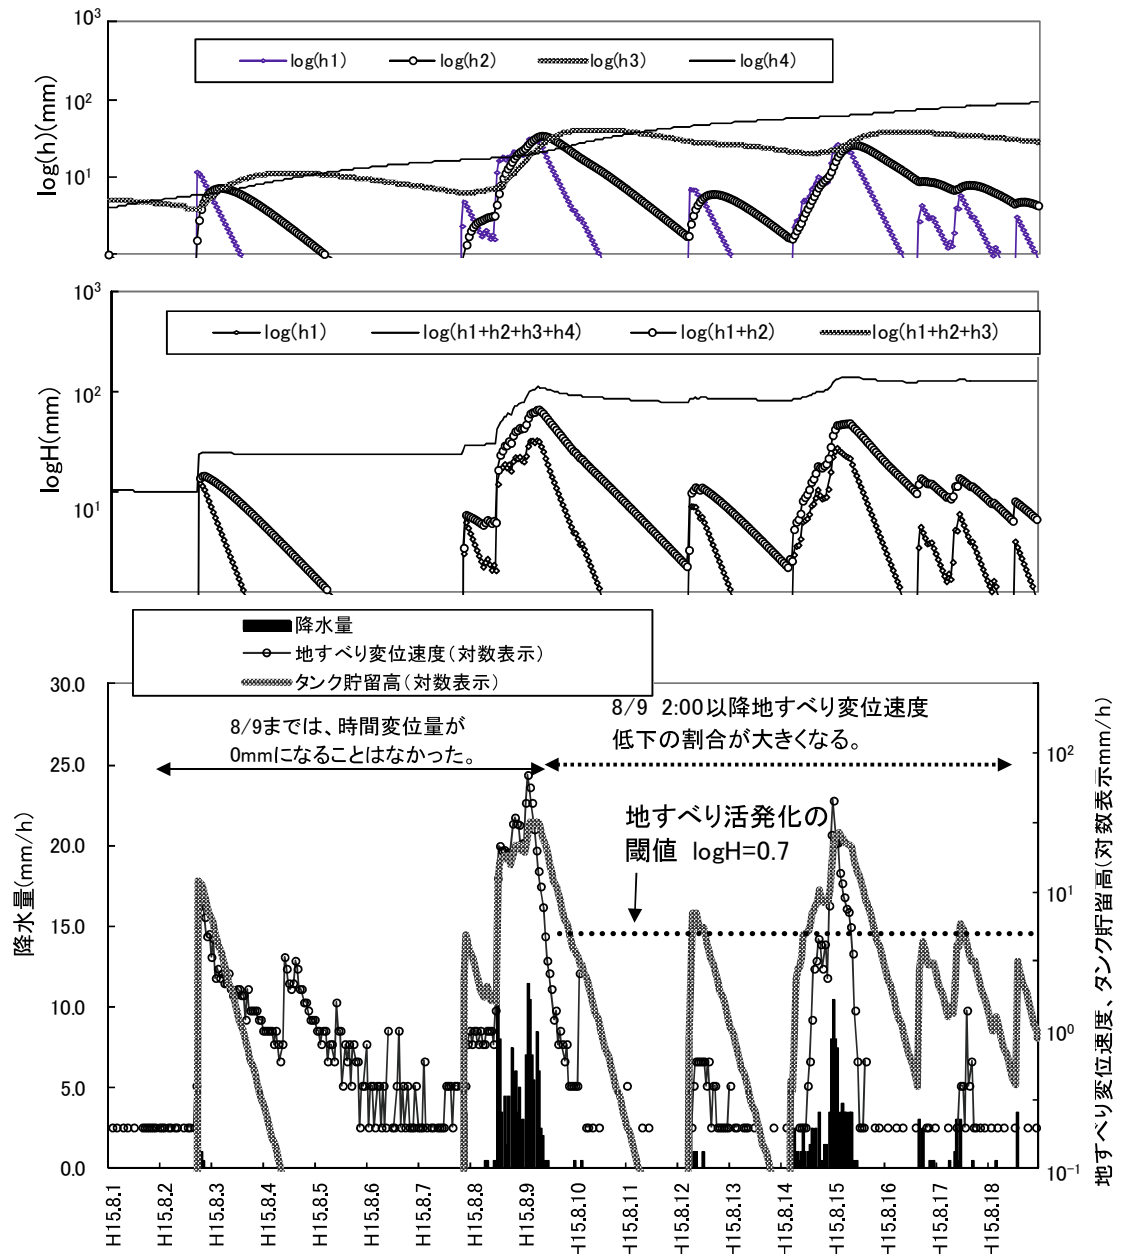 10³
log(h1) log(h2) log(h3) log(h4)
10²
10¹
log(h)(mm)
10³
log(h1) log(h1+h2+h3+h4) log(h1+h2) log(h1+h2+h3)
10²
10¹
logH(mm)
降水量
地すべり変位速度(対数表示)
タンク貯留高(対数表示)
30.0
25.0
20.0
15.0
10.0
5.0
0.0
降水量(mm/h)
8/9までは、時間変位量が
0mmになることはなかった。
8/9 2:00以降地すべり変位速度
低下の割合が大きくなる。
地すべり活発化の
閾値 logH=0.7
10²
10¹
10⁰
10⁻¹
地すべり変位速度、タンク貯留高(対数表示mm/h)
H15.8.1
H15.8.2
H15.8.3
H15.8.4
H15.8.5
H15.8.6
H15.8.7
H15.8.8
H15.8.9
H15.8.10
H15.8.11
H15.8.12
H15.8.13
H15.8.14
H15.8.15
H15.8.16
H15.8.17
H15.8.18